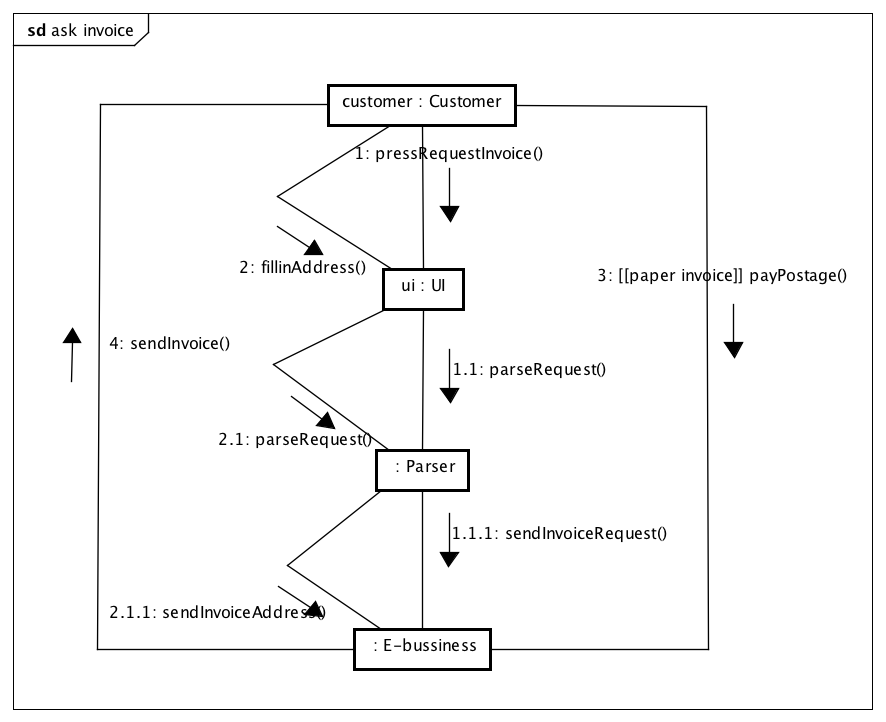 sd ask invoice
customer : Customer
1: pressRequestInvoice()
2: fillinAddress()
3: [[paper invoice]] payPostage()
ui : UI
4: sendInvoice()
1.1: parseRequest()
2.1: parseRequest()
: Parser
1.1.1: sendInvoiceRequest()
2.1.1: sendInvoiceAddress()
: E-bussiness